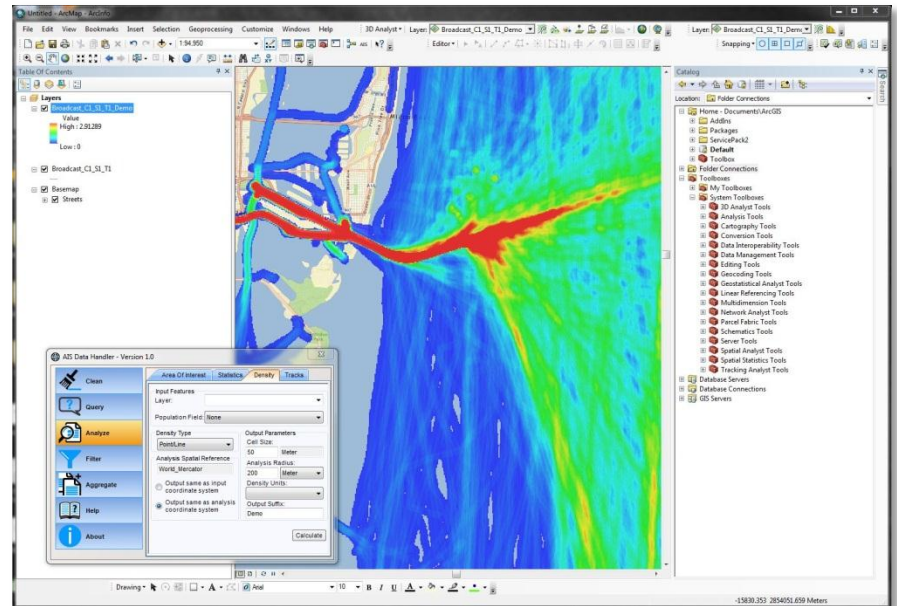 Untitled - ArcMap - ArcInfo
File Edit View Bookmarks Insert Selection Geoprocessing Customize Windows Help
3D Analyst Layer: Broadcast_C1_S1_T1_Demo
Layer: Broadcast_C1_S1_T1_Demo
1:94,950
Editor
Snapping
Table Of Contents
Layers
Broadcast_C1_S1_T1_Demo
Value
High : 2.91289
Low : 0
Broadcast_C1_S1_T1
Basemap
Streets
Catalog
Search
Location: Folder Connections
Home - Documents\ArcGIS
AddIns
Packages
ServicePack2
Default
Toolbox
Folder Connections
Toolboxes
My Toolboxes
System Toolboxes
3D Analyst Tools
Analysis Tools
Cartography Tools
Conversion Tools
Data Interoperability Tools
Data Management Tools
Editing Tools
Geocoding Tools
Geostatistical Analyst Tools
Linear Referencing Tools
Multidimension Tools
Network Analyst Tools
Parcel Fabric Tools
Schematics Tools
Server Tools
Spatial Analyst Tools
Spatial Statistics Tools
Tracking Analyst Tools
Database Servers
Database Connections
GIS Servers
AIS Data Handler - Version 1.0
Clean
Query
Analyze
Filter
Aggregate
Help
About
Area Of Interest Statistics Density Tracks
Input Features
Layer:
Population Field: None
Density Type
Point/Line
Analysis Spatial Reference
World_Mercator
Output same as input
coordinate system
Output same as analysis
coordinate system
Output Parameters
Cell Size:
50 Meter
Analysis Radius:
200 Meter
Density Units:
Output Suffix:
Demo
Calculate
Drawing A Arial 10 B I U A
-15830.353 2854051.659 Meters